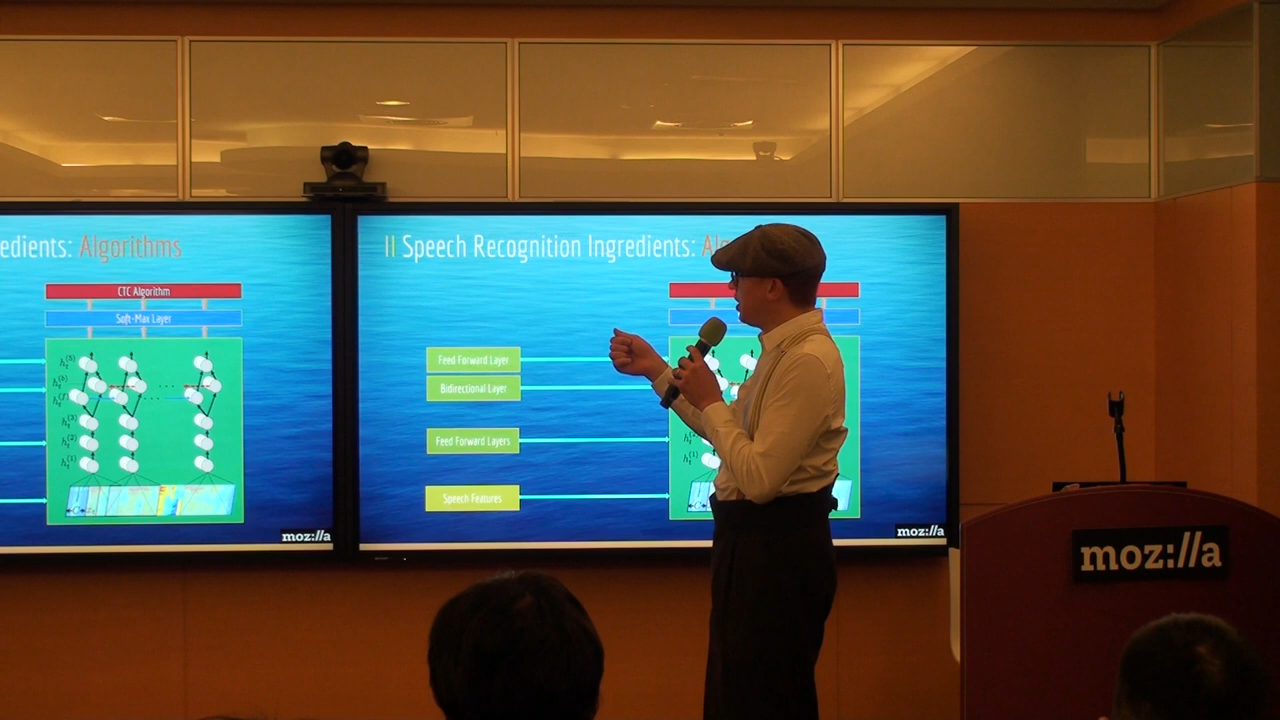 edients: Algorithms
CTC Algorithm
Soft-Max Layer
moz://a
II Speech Recognition Ingredients: Al
Feed Forward Layer
Bidirectional Layer
Feed Forward Layers
Speech Features
moz://a
moz://a